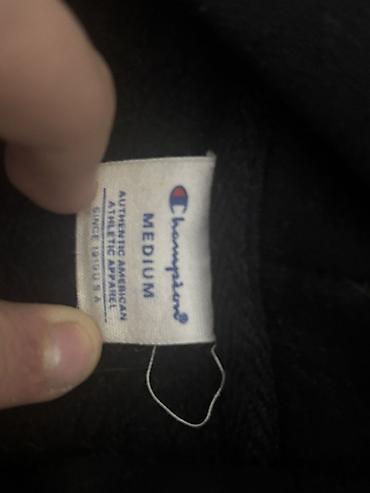 Champion
MEDIUM
AUTHENTIC AMERICAN
ATHLETIC APPAREL
SINCE 1919 U S A